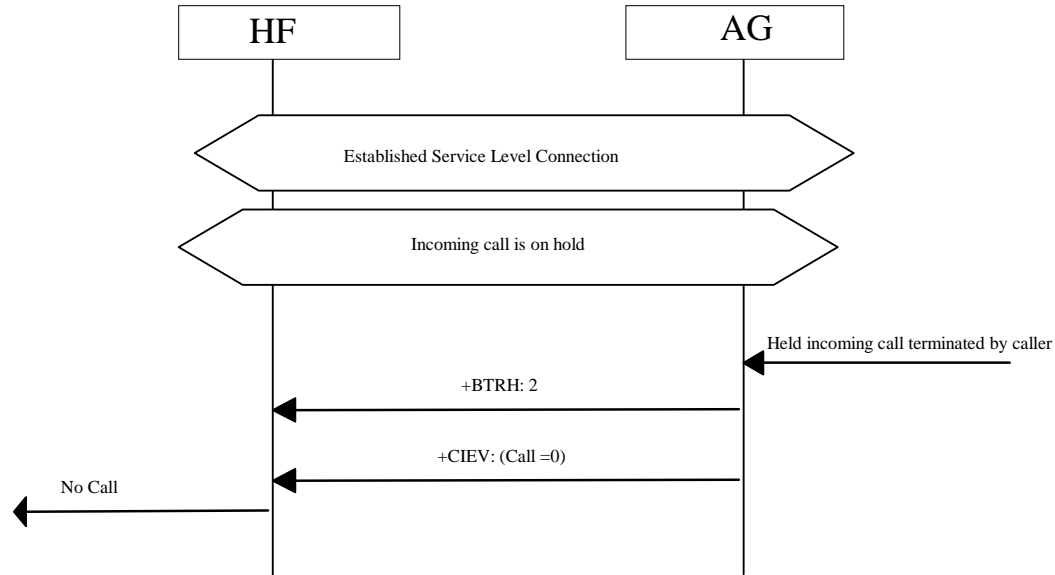 HF
AG
Established Service Level Connection
Incoming call is on hold
Held incoming call terminated by caller
+BTRH: 2
+CIEV: (Call =0)
No Call